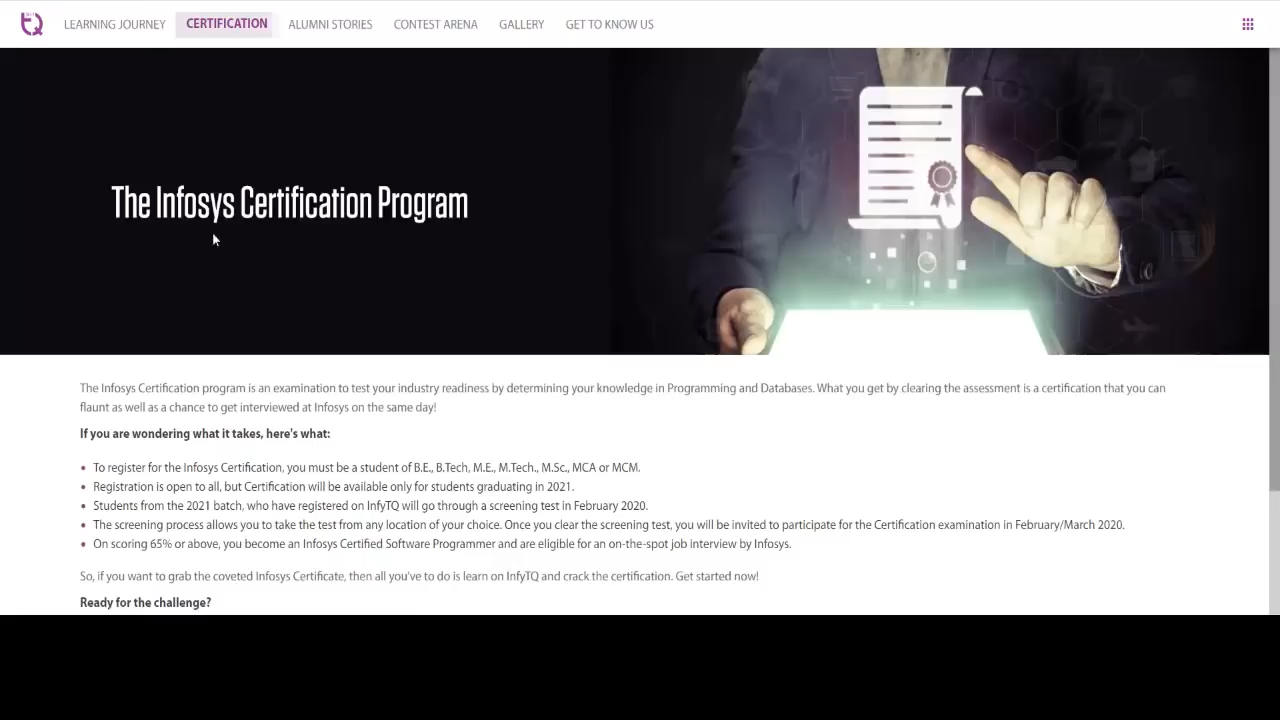 LEARNING JOURNEY CERTIFICATION ALUMNI STORIES CONTEST ARENA GALLERY GET TO KNOW US
The Infosys Certification Program
The Infosys Certification program is an examination to test your industry readiness by determining your knowledge in Programming and Databases. What you get by clearing the assessment is a certification that you can
flaunt as well as a chance to get interviewed at Infosys on the same day!
If you are wondering what it takes, here's what:
• To register for the Infosys Certification, you must be a student of B.E., B.Tech, M.E., M.Tech., M.Sc., MCA or MCM.
• Registration is open to all, but Certification will be available only for students graduating in 2021.
• Students from the 2021 batch, who have registered on InfyTQ will go through a screening test in February 2020.
• The screening process allows you to take the test from any location of your choice. Once you clear the screening test, you will be invited to participate for the Certification examination in February/March 2020.
• On scoring 65% or above, you become an Infosys Certified Software Programmer and are eligible for an on-the-spot job interview by Infosys.
So, if you want to grab the coveted Infosys Certificate, then all you've to do is learn on InfyTQ and crack the certification. Get started now!
Ready for the challenge?